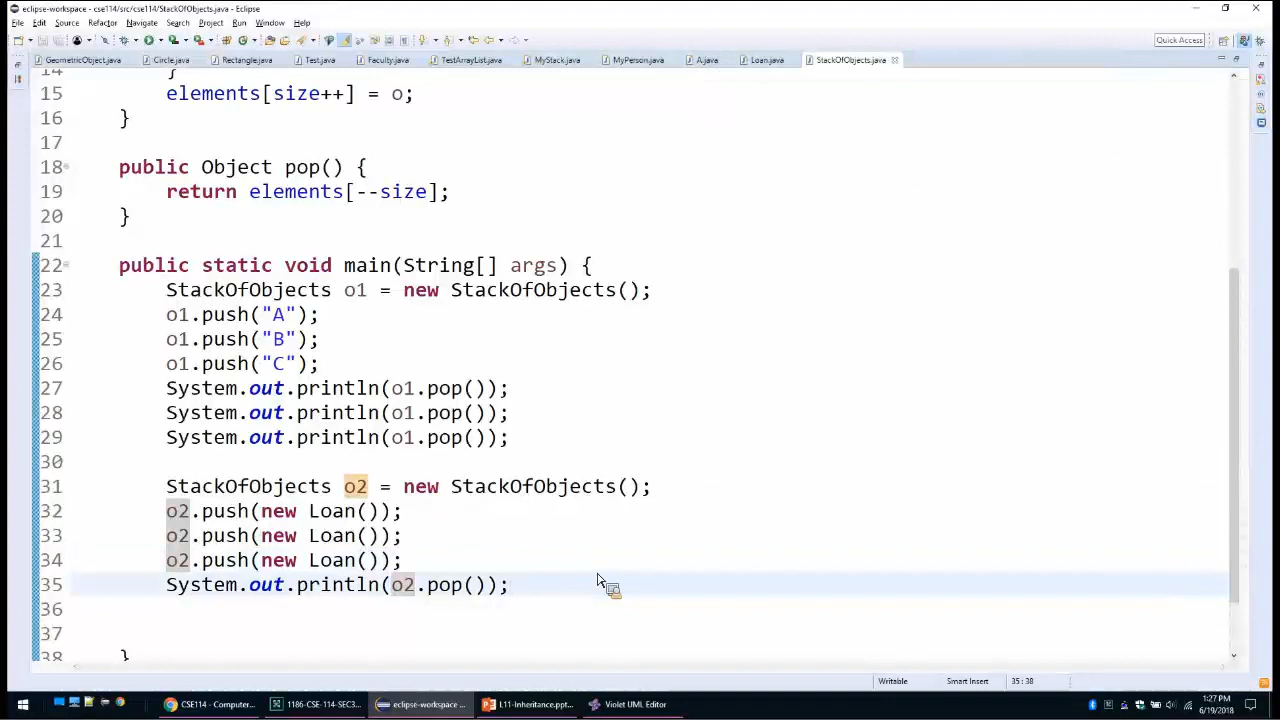 eclipse-workspace - cse114/src/cse114/StackOfObjects.java - Eclipse
File Edit Source Refactor Navigate Search Project Run Window Help
Quick Access
GeometricObject.java Circle.java Rectangle.java Test.java Faculty.java TestArrayList.java MyStack.java MyPerson.java A.java Loan.java StackOfObjects.java
14 {
15 elements[size++] = o;
16 }
17
18 public Object pop() {
19 return elements[--size];
20 }
21
22 public static void main(String[] args) {
23 StackOfObjects o1 = new StackOfObjects();
24 o1.push("A");
25 o1.push("B");
26 o1.push("C");
27 System.out.println(o1.pop());
28 System.out.println(o1.pop());
29 System.out.println(o1.pop());
30
31 StackOfObjects o2 = new StackOfObjects();
32 o2.push(new Loan());
33 o2.push(new Loan());
34 o2.push(new Loan());
35 System.out.println(o2.pop());
36
37
38 }
Writable Smart Insert 35 : 38
CSE114 - Computer... 1186-CSE-114-SEC3... eclipse-workspace ... L11-Inheritance.ppt... Violet UML Editor
1:27 PM
6/19/2018